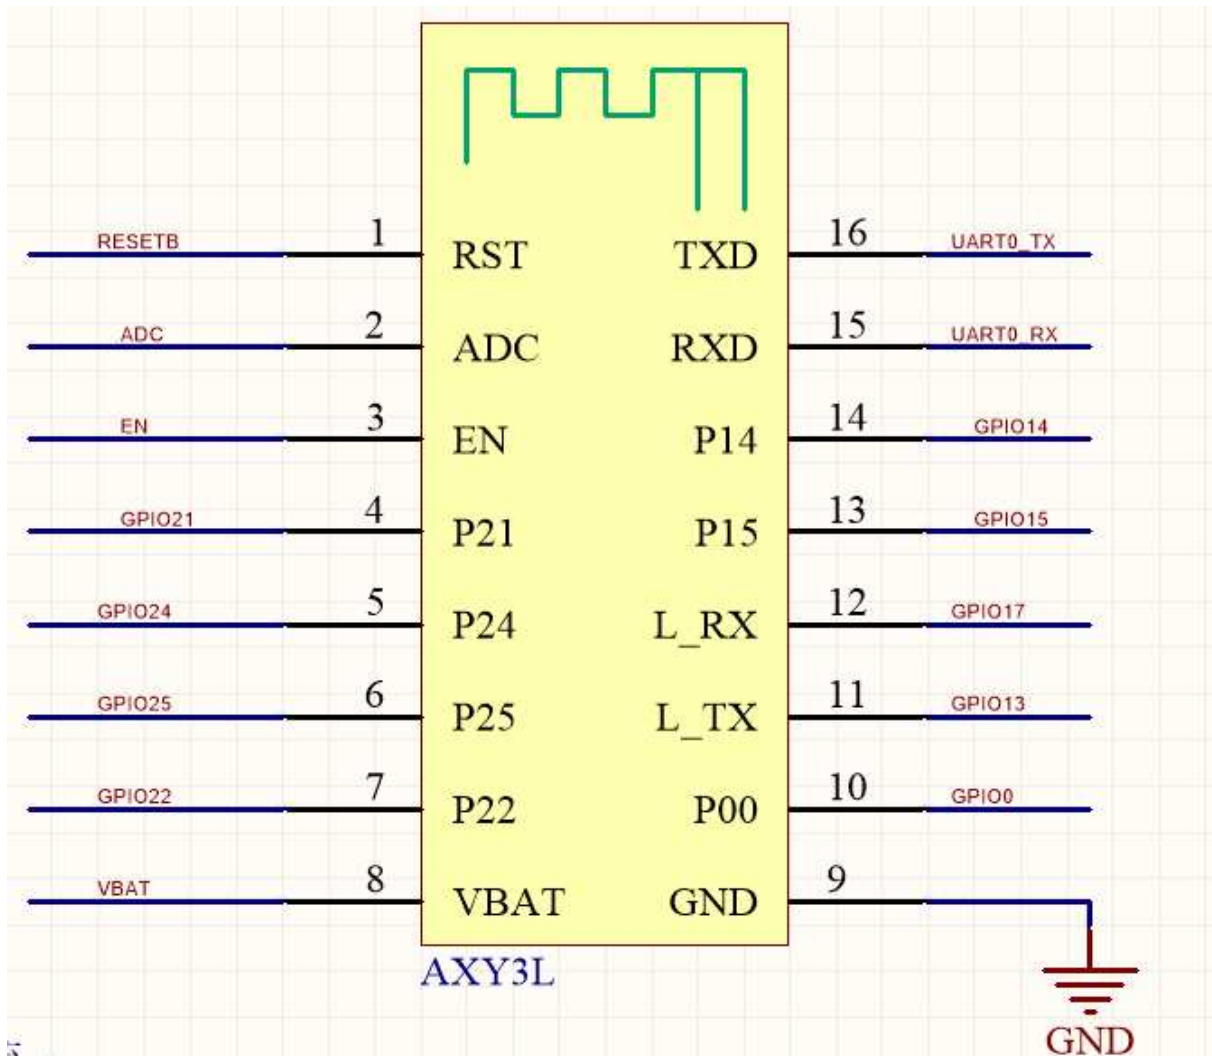 RESETB 1 RST TXD 16 UART0_TX
ADC 2 ADC RXD 15 UART0_RX
EN 3 EN P14 14 GPIO14
GPIO21 4 P21 P15 13 GPIO15
GPIO24 5 P24 L_RX 12 GPIO17
GPIO25 6 P25 L_TX 11 GPIO13
GPIO22 7 P22 P00 10 GPIO0
VBAT 8 VBAT GND 9
AXY3L
GND